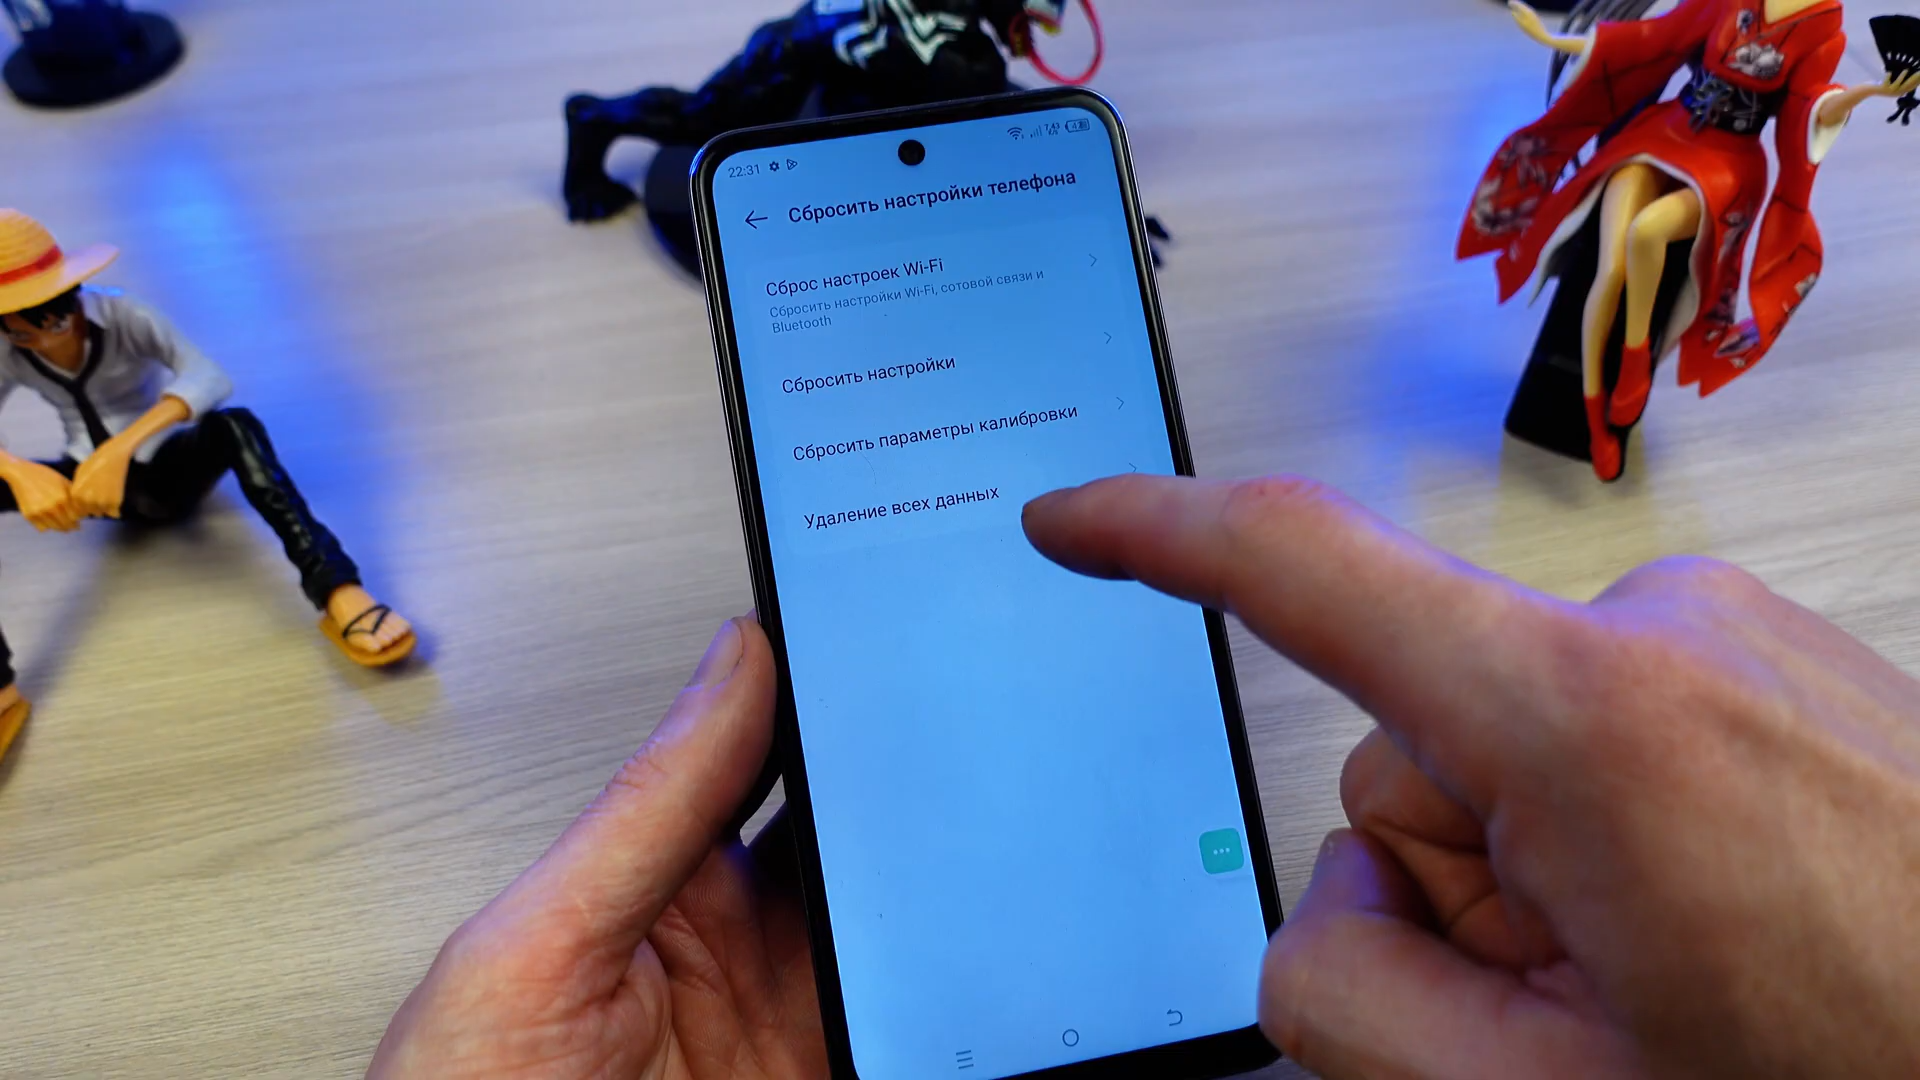 22:31
Сбросить настройки телефона
Сброс настроек Wi-Fi
Сбросить настройки Wi-Fi, сотовой связи и
Bluetooth
Сбросить настройки
Сбросить параметры калибровки
Удаление всех данных